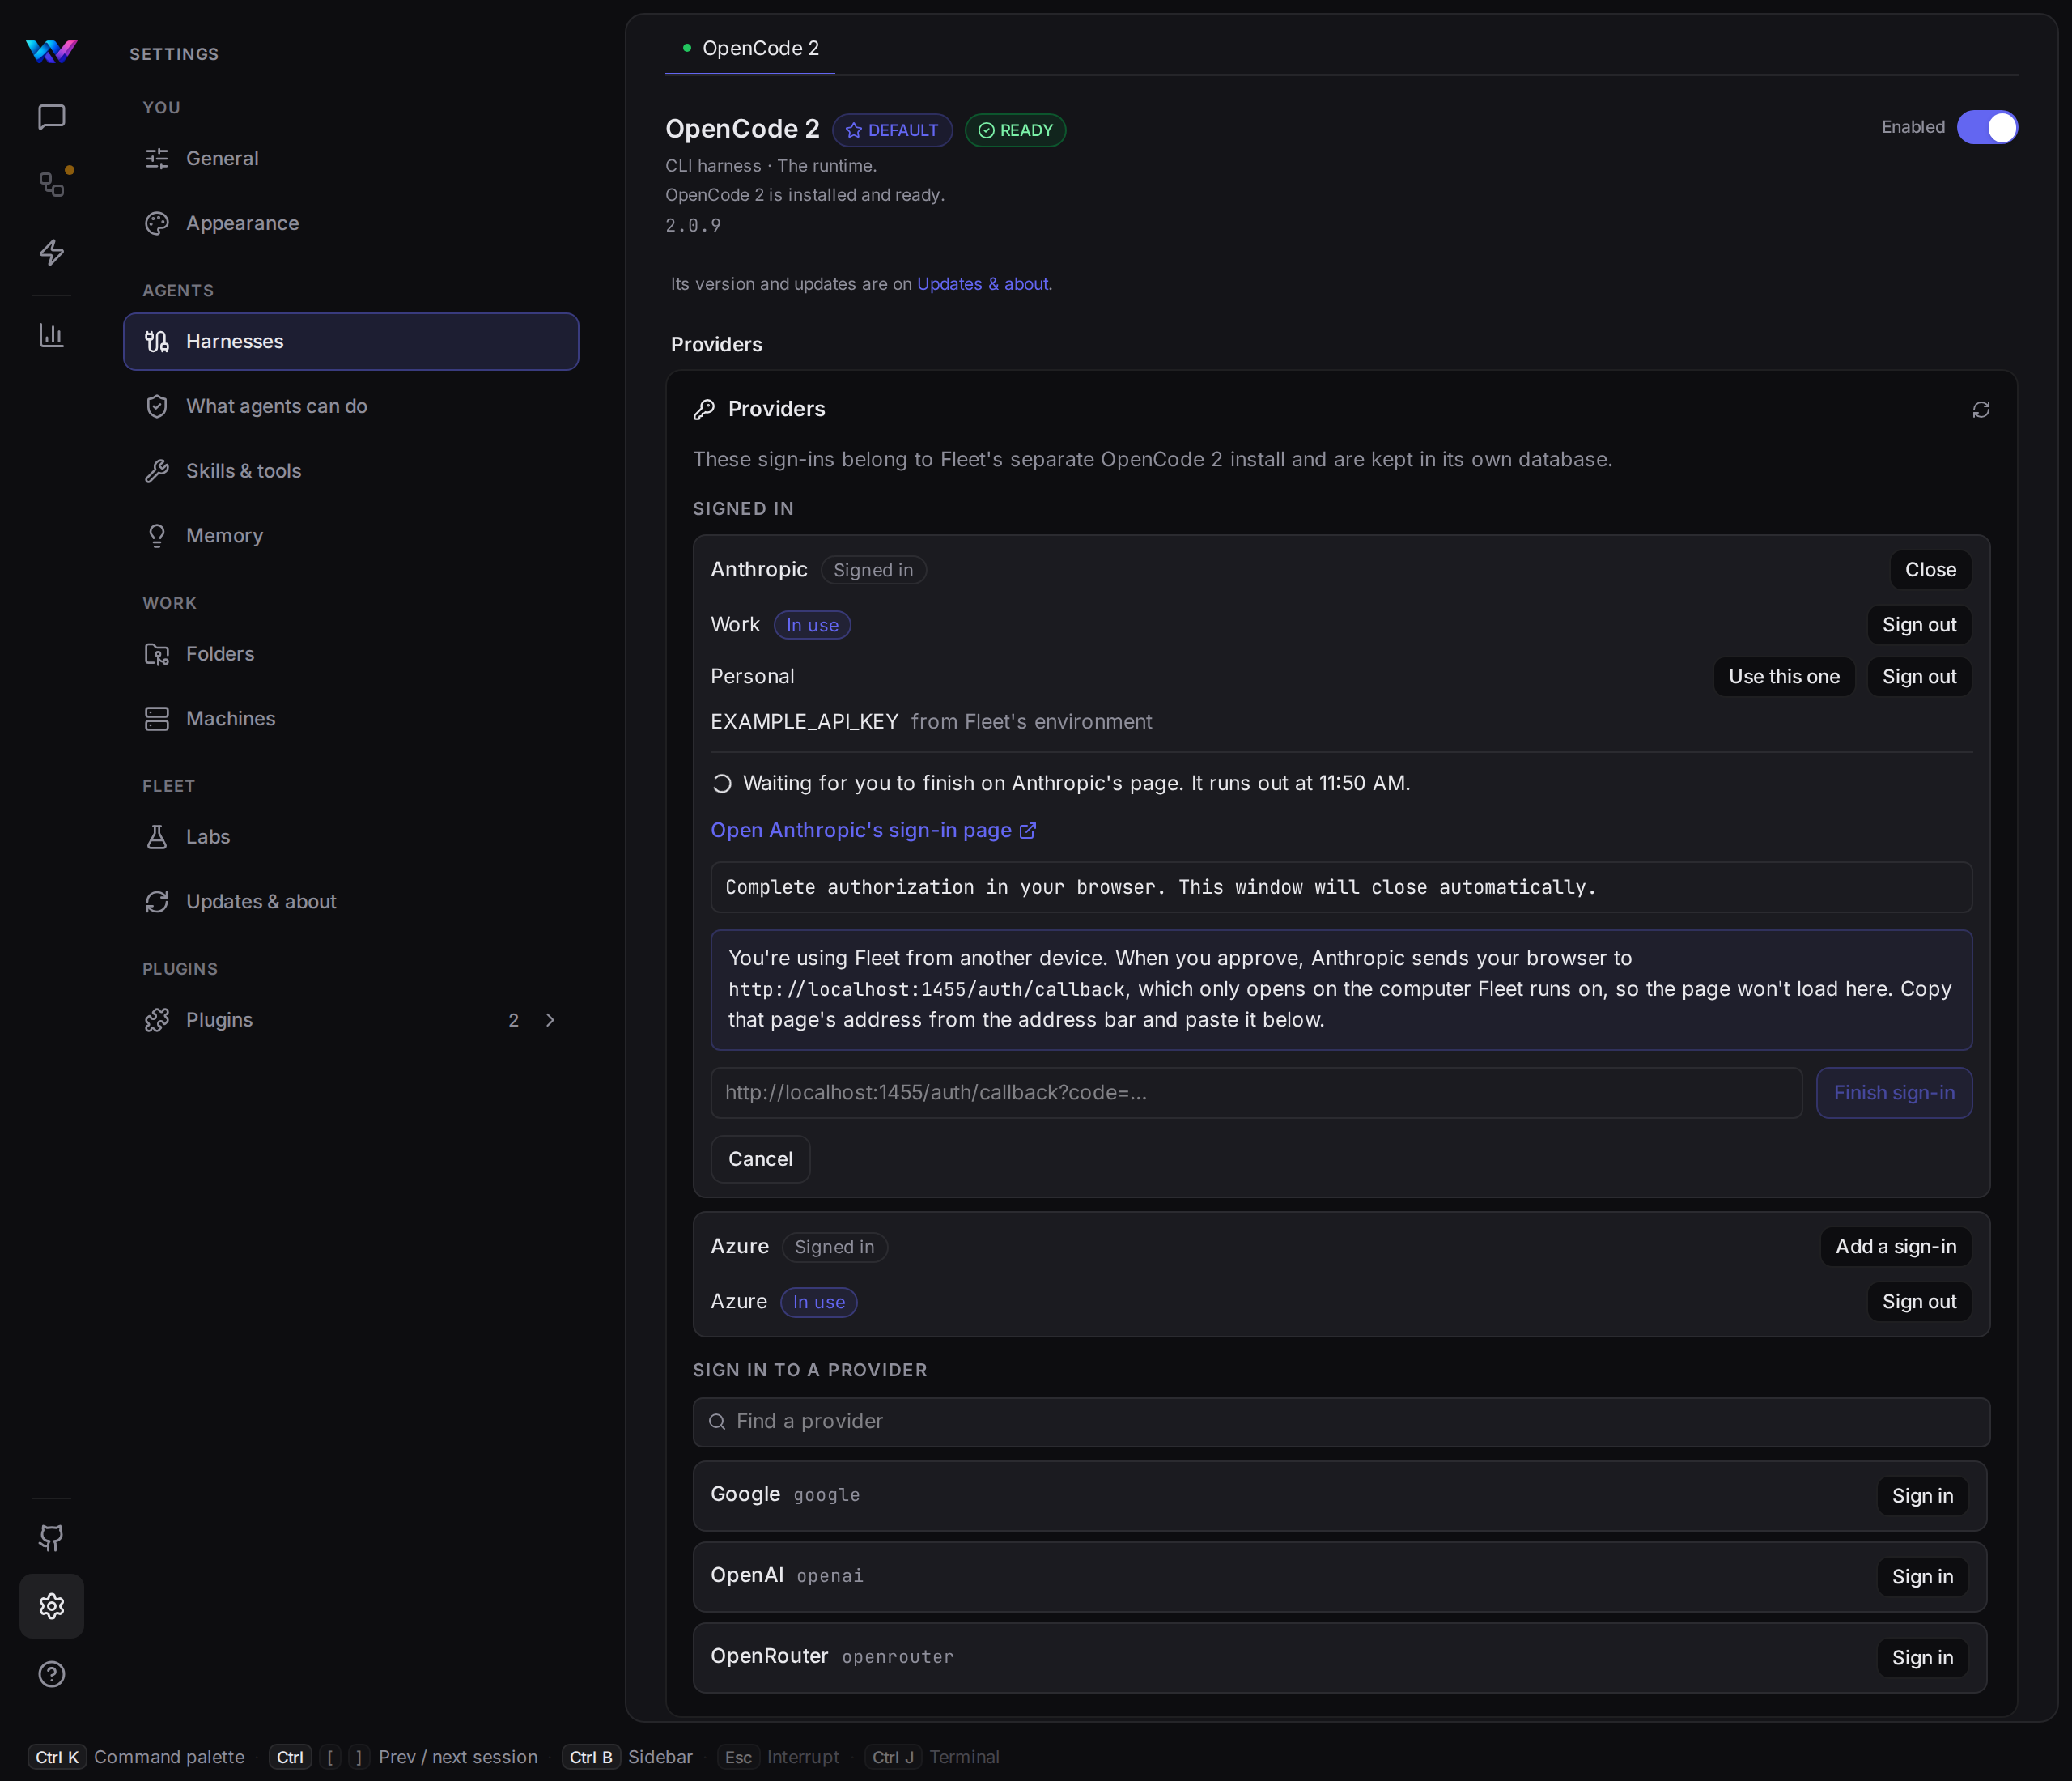 SETTINGS
YOU
General
Appearance
AGENTS
Harnesses
What agents can do
Skills & tools
Memory
WORK
Folders
Machines
FLEET
Labs
Updates & about
PLUGINS
Plugins 2
OpenCode 2
OpenCode 2 DEFAULT READY Enabled
CLI harness · The runtime.
OpenCode 2 is installed and ready.
2.0.9
Its version and updates are on Updates & about.
Providers
Providers
These sign-ins belong to Fleet's separate OpenCode 2 install and are kept in its own database.
SIGNED IN
Anthropic Signed in Close
Work In use Sign out
Personal Use this one Sign out
EXAMPLE_API_KEY from Fleet's environment
Waiting for you to finish on Anthropic's page. It runs out at 11:50 AM.
Open Anthropic's sign-in page
Complete authorization in your browser. This window will close automatically.
You're using Fleet from another device. When you approve, Anthropic sends your browser to
http://localhost:1455/auth/callback, which only opens on the computer Fleet runs on, so the page won't load here. Copy
that page's address from the address bar and paste it below.
http://localhost:1455/auth/callback?code=... Finish sign-in
Cancel
Azure Signed in Add a sign-in
Azure In use Sign out
SIGN IN TO A PROVIDER
Find a provider
Google google Sign in
OpenAI openai Sign in
OpenRouter openrouter Sign in
Ctrl K Command palette · Ctrl [ ] Prev / next session · Ctrl B Sidebar · Esc Interrupt · Ctrl J Terminal